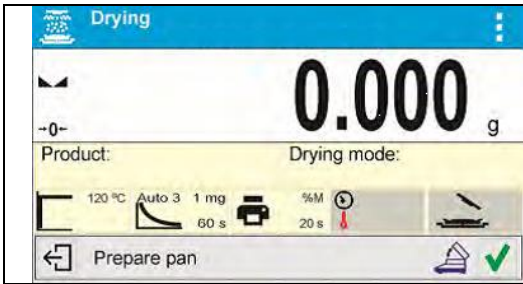 Drying
0.000 g
→0←
Product: Drying mode:
120 ºC Auto 3 1 mg %M
60 s 20 s
Prepare pan